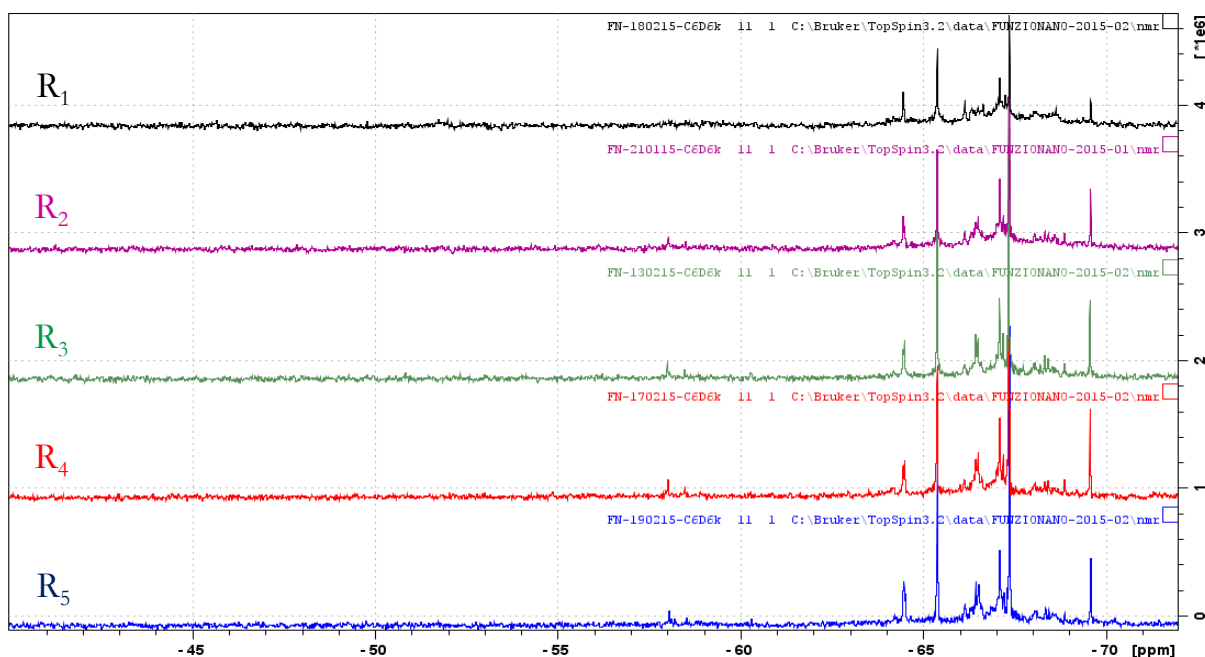 FN-180215-C6D6k 11 1 C:\Bruker\TopSpin3.2\data\FUNZIONANO-2015-02\nmr
R1
FN-210115-C6D6k 11 1 C:\Bruker\TopSpin3.2\data\FUNZIONANO-2015-01\nmr
R2
FN-130215-C6D6k 11 1 C:\Bruker\TopSpin3.2\data\FUNZIONANO-2015-02\nmr
R3
FN-170215-C6D6k 11 1 C:\Bruker\TopSpin3.2\data\FUNZIONANO-2015-02\nmr
R4
FN-190215-C6D6k 11 1 C:\Bruker\TopSpin3.2\data\FUNZIONANO-2015-02\nmr
R5
[*1e6]
4
3
2
1
0
-45 -50 -55 -60 -65 -70 [ppm]